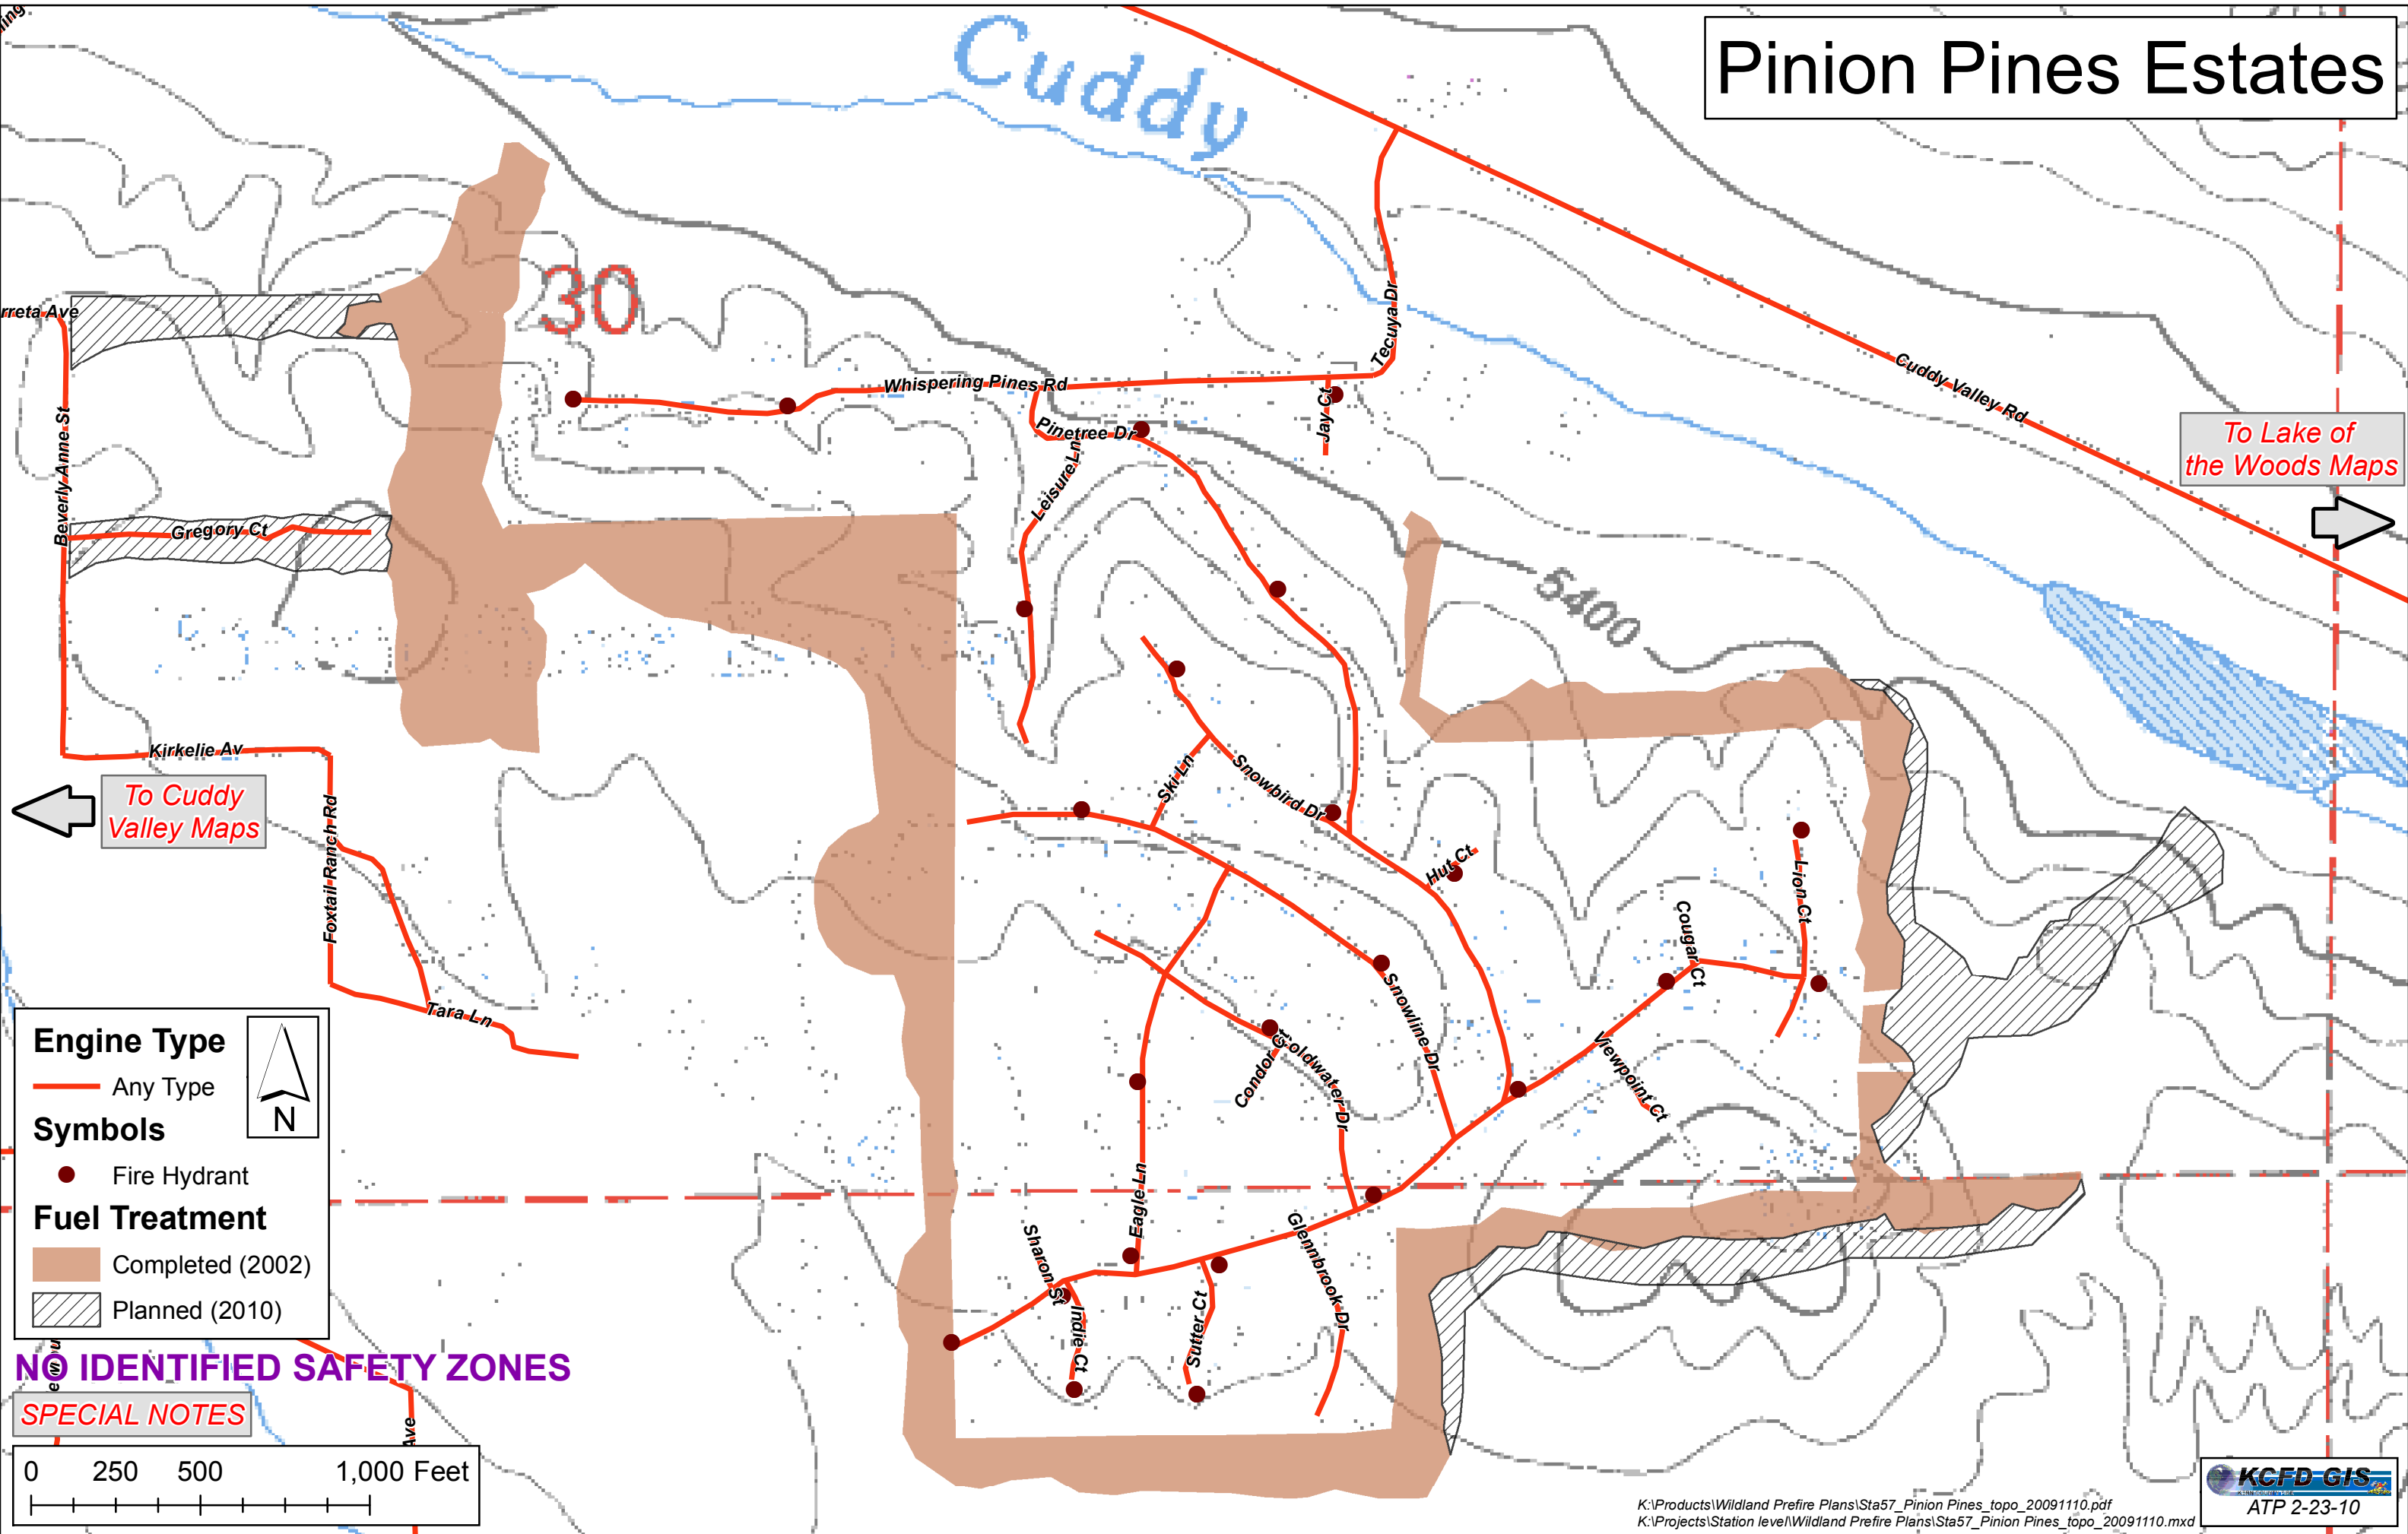 Pinion Pines Estates
Cuddy
30
rreta Ave
Tecuya Dr
Cuddy Valley Rd
Whispering Pines Rd
Jay Ct
Pinetree Dr
Leisure Ln
Beverly Anne St
Gregory Ct
To Lake of
the Woods Maps
5400
Kirkelie Av
Ski Ln
Snowbird Dr
To Cuddy
Valley Maps
Foxtail Ranch Rd
Hut Ct
Lion Ct
Cougar Ct
Snowline Dr
Tara Ln
Condor Ct
Coldwater Dr
Viewpoint Ct
Eagle Ln
Sharon St
Glennbrook Dr
Indie Ct
Sutter Ct
Engine Type
Any Type
N
Symbols
Fire Hydrant
Fuel Treatment
Completed (2002)
Planned (2010)
NO IDENTIFIED SAFETY ZONES
SPECIAL NOTES
Ave
0 250 500 1,000 Feet
K:\Products\Wildland Prefire Plans\Sta57_Pinion Pines_topo_20091110.pdf
K:\Projects\Station level\Wildland Prefire Plans\Sta57_Pinion Pines_topo_20091110.mxd
KCFD GIS
ATP 2-23-10